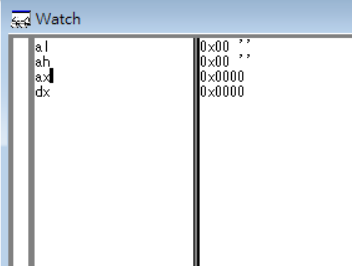 Watch
al 0x00 ''
ah 0x00 ''
ax 0x0000
dx 0x0000